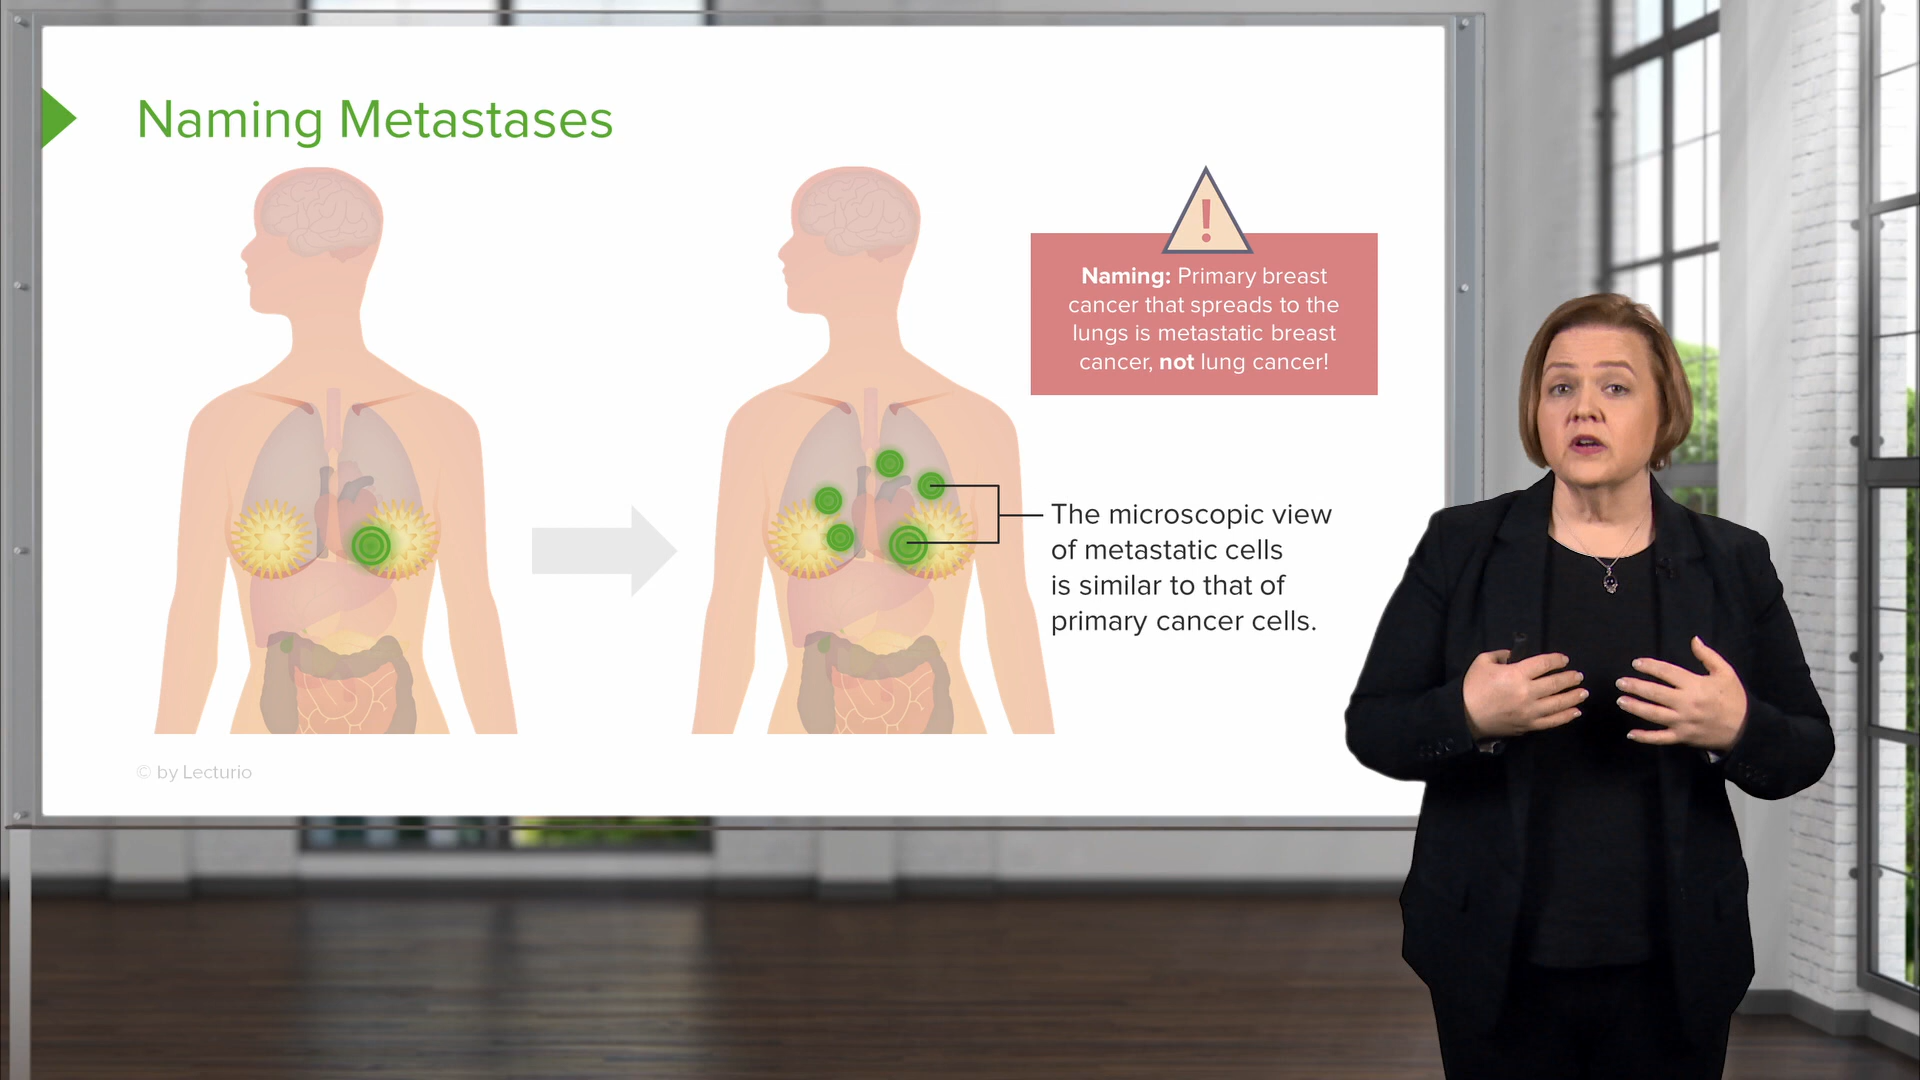 Naming Metastases
Naming: Primary breast
cancer that spreads to the
lungs is metastatic breast
cancer, not lung cancer!
The microscopic view
of metastatic cells
is similar to that of
primary cancer cells.
© by Lecturio